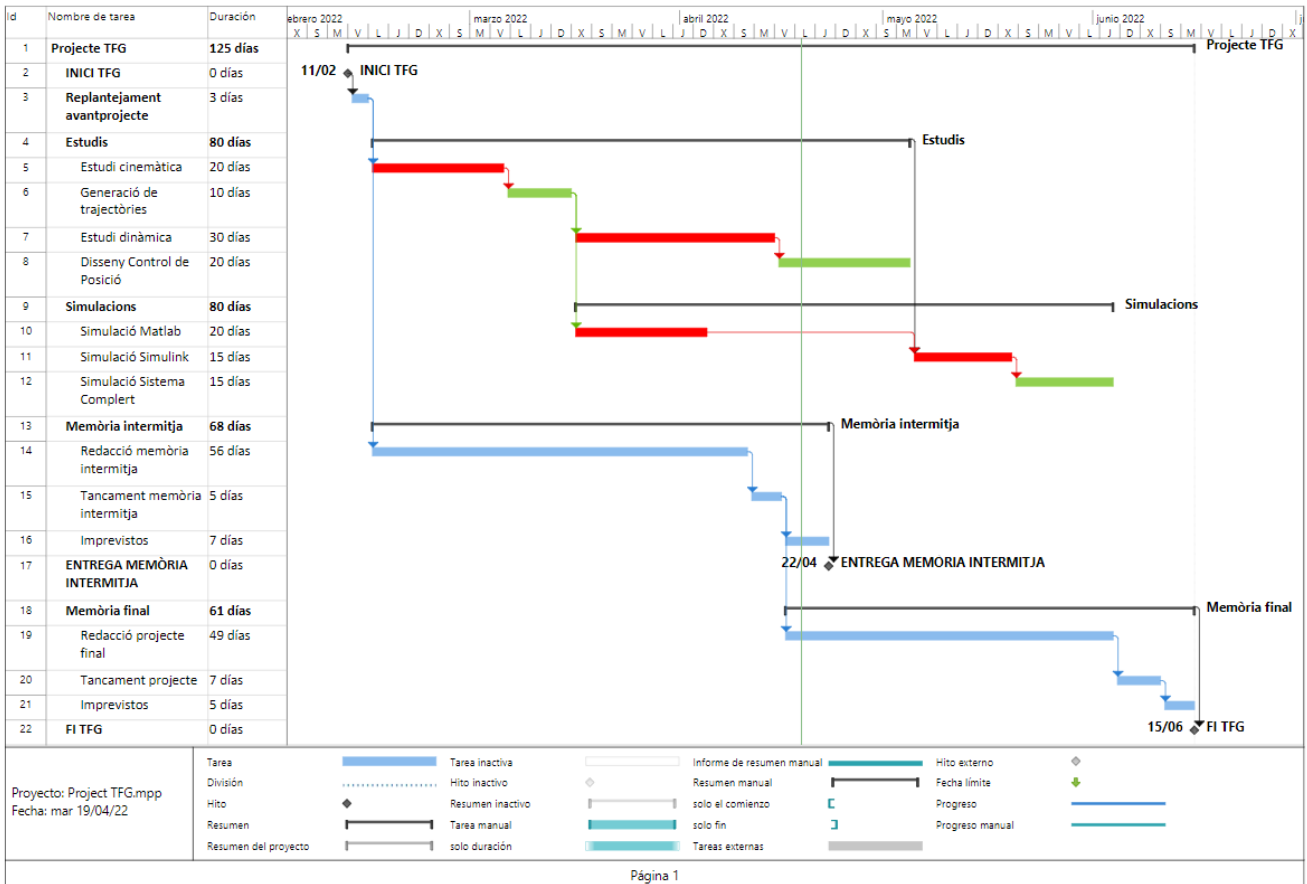 Id Nombre de tarea Duración
ebrero 2022 marzo 2022 abril 2022 mayo 2022 junio 2022 j
X S M V L J D X S M V L J D X S M V L J D X S M V L J D X S M V L J D X S M V L J D X
1 Projecte TFG 125 días Projecte TFG
2 INICI TFG 0 días 11/02 INICI TFG
3 Replantejament 3 días
avantprojecte
4 Estudis 80 días Estudis
5 Estudi cinemàtica 20 días
6 Generació de 10 días
trajectòries
7 Estudi dinàmica 30 días
8 Disseny Control de 20 días
Posició
9 Simulacions 80 días Simulacions
10 Simulació Matlab 20 días
11 Simulació Simulink 15 días
12 Simulació Sistema 15 días
Complert
13 Memòria intermitja 68 días Memòria intermitja
14 Redacció memòria 56 días
intermitja
15 Tancament memòria 5 días
intermitja
16 Imprevistos 7 días
17 ENTREGA MEMÒRIA 0 días 22/04 ENTREGA MEMORIA INTERMITJA
INTERMITJA
18 Memòria final 61 días Memòria final
19 Redacció projecte 49 días
final
20 Tancament projecte 7 días
21 Imprevistos 5 días
22 FI TFG 0 días 15/06 FI TFG
Proyecto: Project TFG.mpp
Fecha: mar 19/04/22
Tarea Tarea inactiva Informe de resumen manual Hito externo
División Hito inactivo Resumen manual Fecha límite
Hito Resumen inactivo solo el comienzo Progreso
Resumen Tarea manual solo fin Progreso manual
Resumen del proyecto solo duración Tareas externas
Página 1